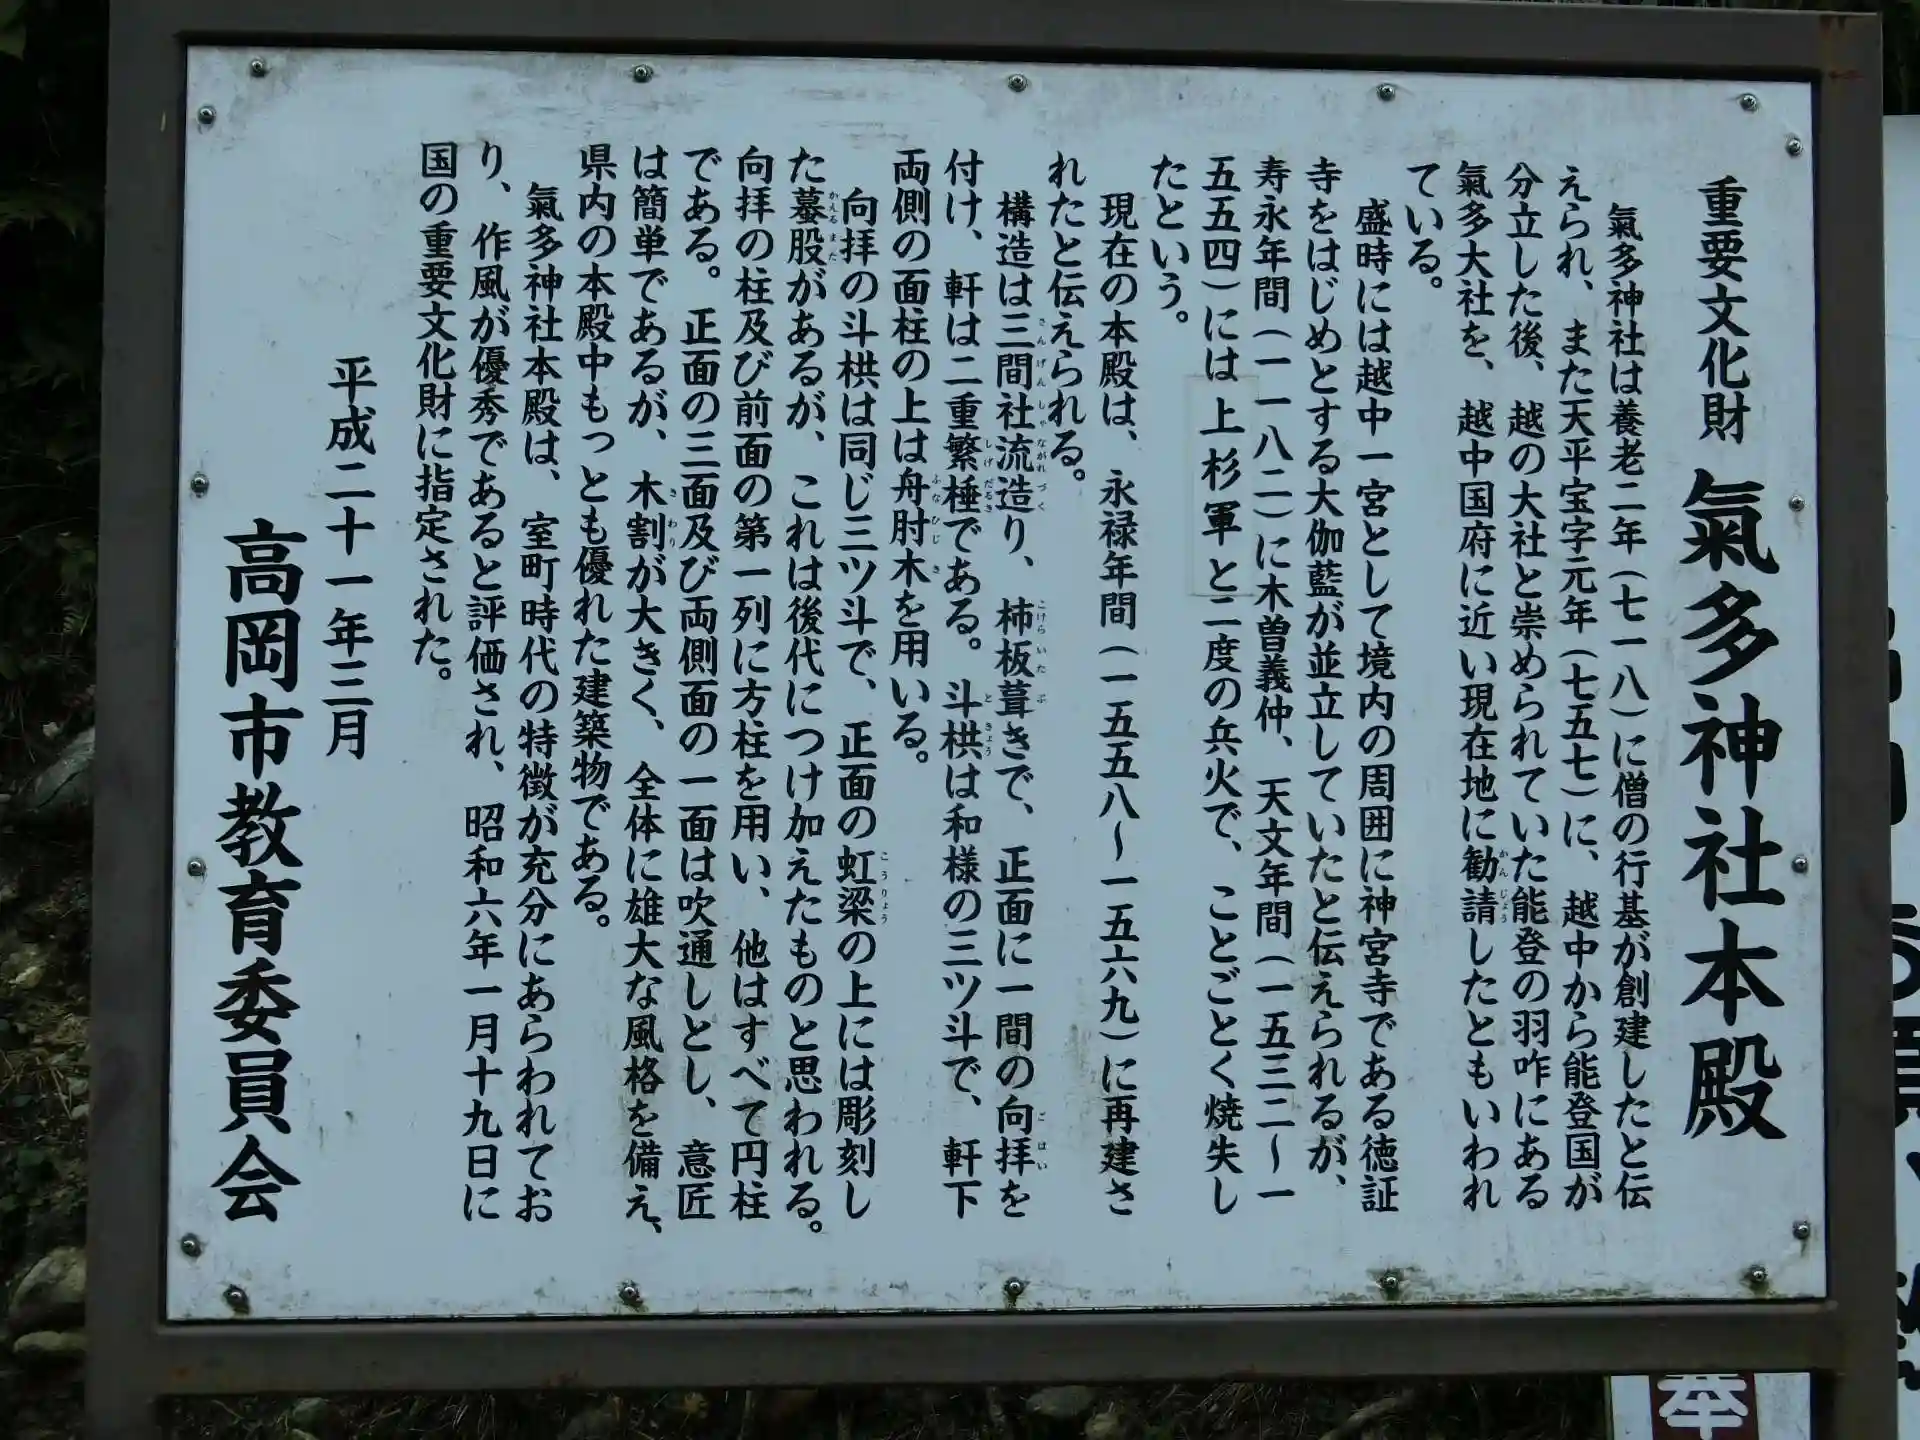 重要文化財 氣多神社本殿
氣多神社は養老二年(七一八)に僧の行基が創建したと伝
えられ、また天平宝字元年(七五七)に、越中から能登国が
分立した後、越の大社と崇められていた能登の羽咋にある
氣多大社を、越中国府に近い現在地に勧請したともいわれ
ている。
盛時には越中一宮として境内の周囲に神宮寺である徳証
寺をはじめとする大伽藍が並立していたと伝えられるが、
寿永年間(一一八二)に木曽義仲、天文年間(一五三二〜一
五五四)には上杉軍と二度の兵火で、ことごとく焼失し
たという。
現在の本殿は、永禄年間(一五五八〜一五六九)に再建さ
れたと伝えられる。
構造は三間社流造り、柿板葺きで、正面に一間の向拝を
付け、軒は二重繁棰である。斗栱は和様の三ツ斗で、軒下
両側の面柱の上は舟肘木を用いる。
向拝の斗栱は同じ三ツ斗で、正面の虹梁の上には彫刻し
た蟇股があるが、これは後代につけ加えたものと思われる。
向拝の柱及び前面の第一列に方柱を用い、他はすべて円柱
である。正面の三面及び両側面の一面は吹通しとし、意匠
は簡単であるが、木割が大きく、全体に雄大な風格を備え、
県内の本殿中もっとも優れた建築物である。
氣多神社本殿は、室町時代の特徴が充分にあらわれてお
り、作風が優秀であると評価され、昭和六年一月十九日に
国の重要文化財に指定された。
平成二十一年三月
高岡市教育委員会
奉